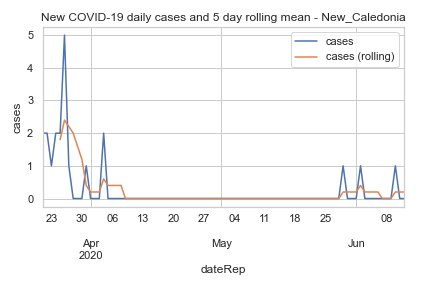 New COVID-19 daily cases and 5 day rolling mean - New_Caledonia
cases
cases (rolling)
5
4
3
2
1
0
cases
23 30 06 13 20 27 04 11 18 25 08
Apr May Jun
2020
dateRep